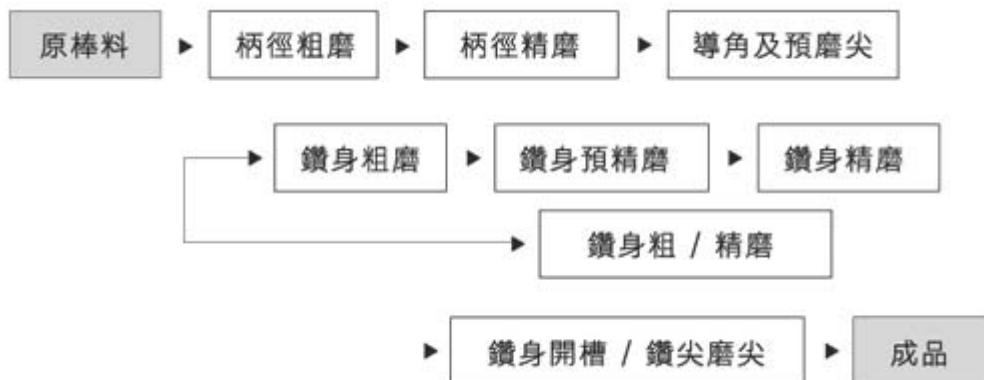 原棒料 ▶ 柄徑粗磨 ▶ 柄徑精磨 ▶ 導角及預磨尖
▶ 鑽身粗磨 ▶ 鑽身預精磨 ▶ 鑽身精磨
▶ 鑽身粗 / 精磨
▶ 鑽身開槽 / 鑽尖磨尖 ▶ 成品